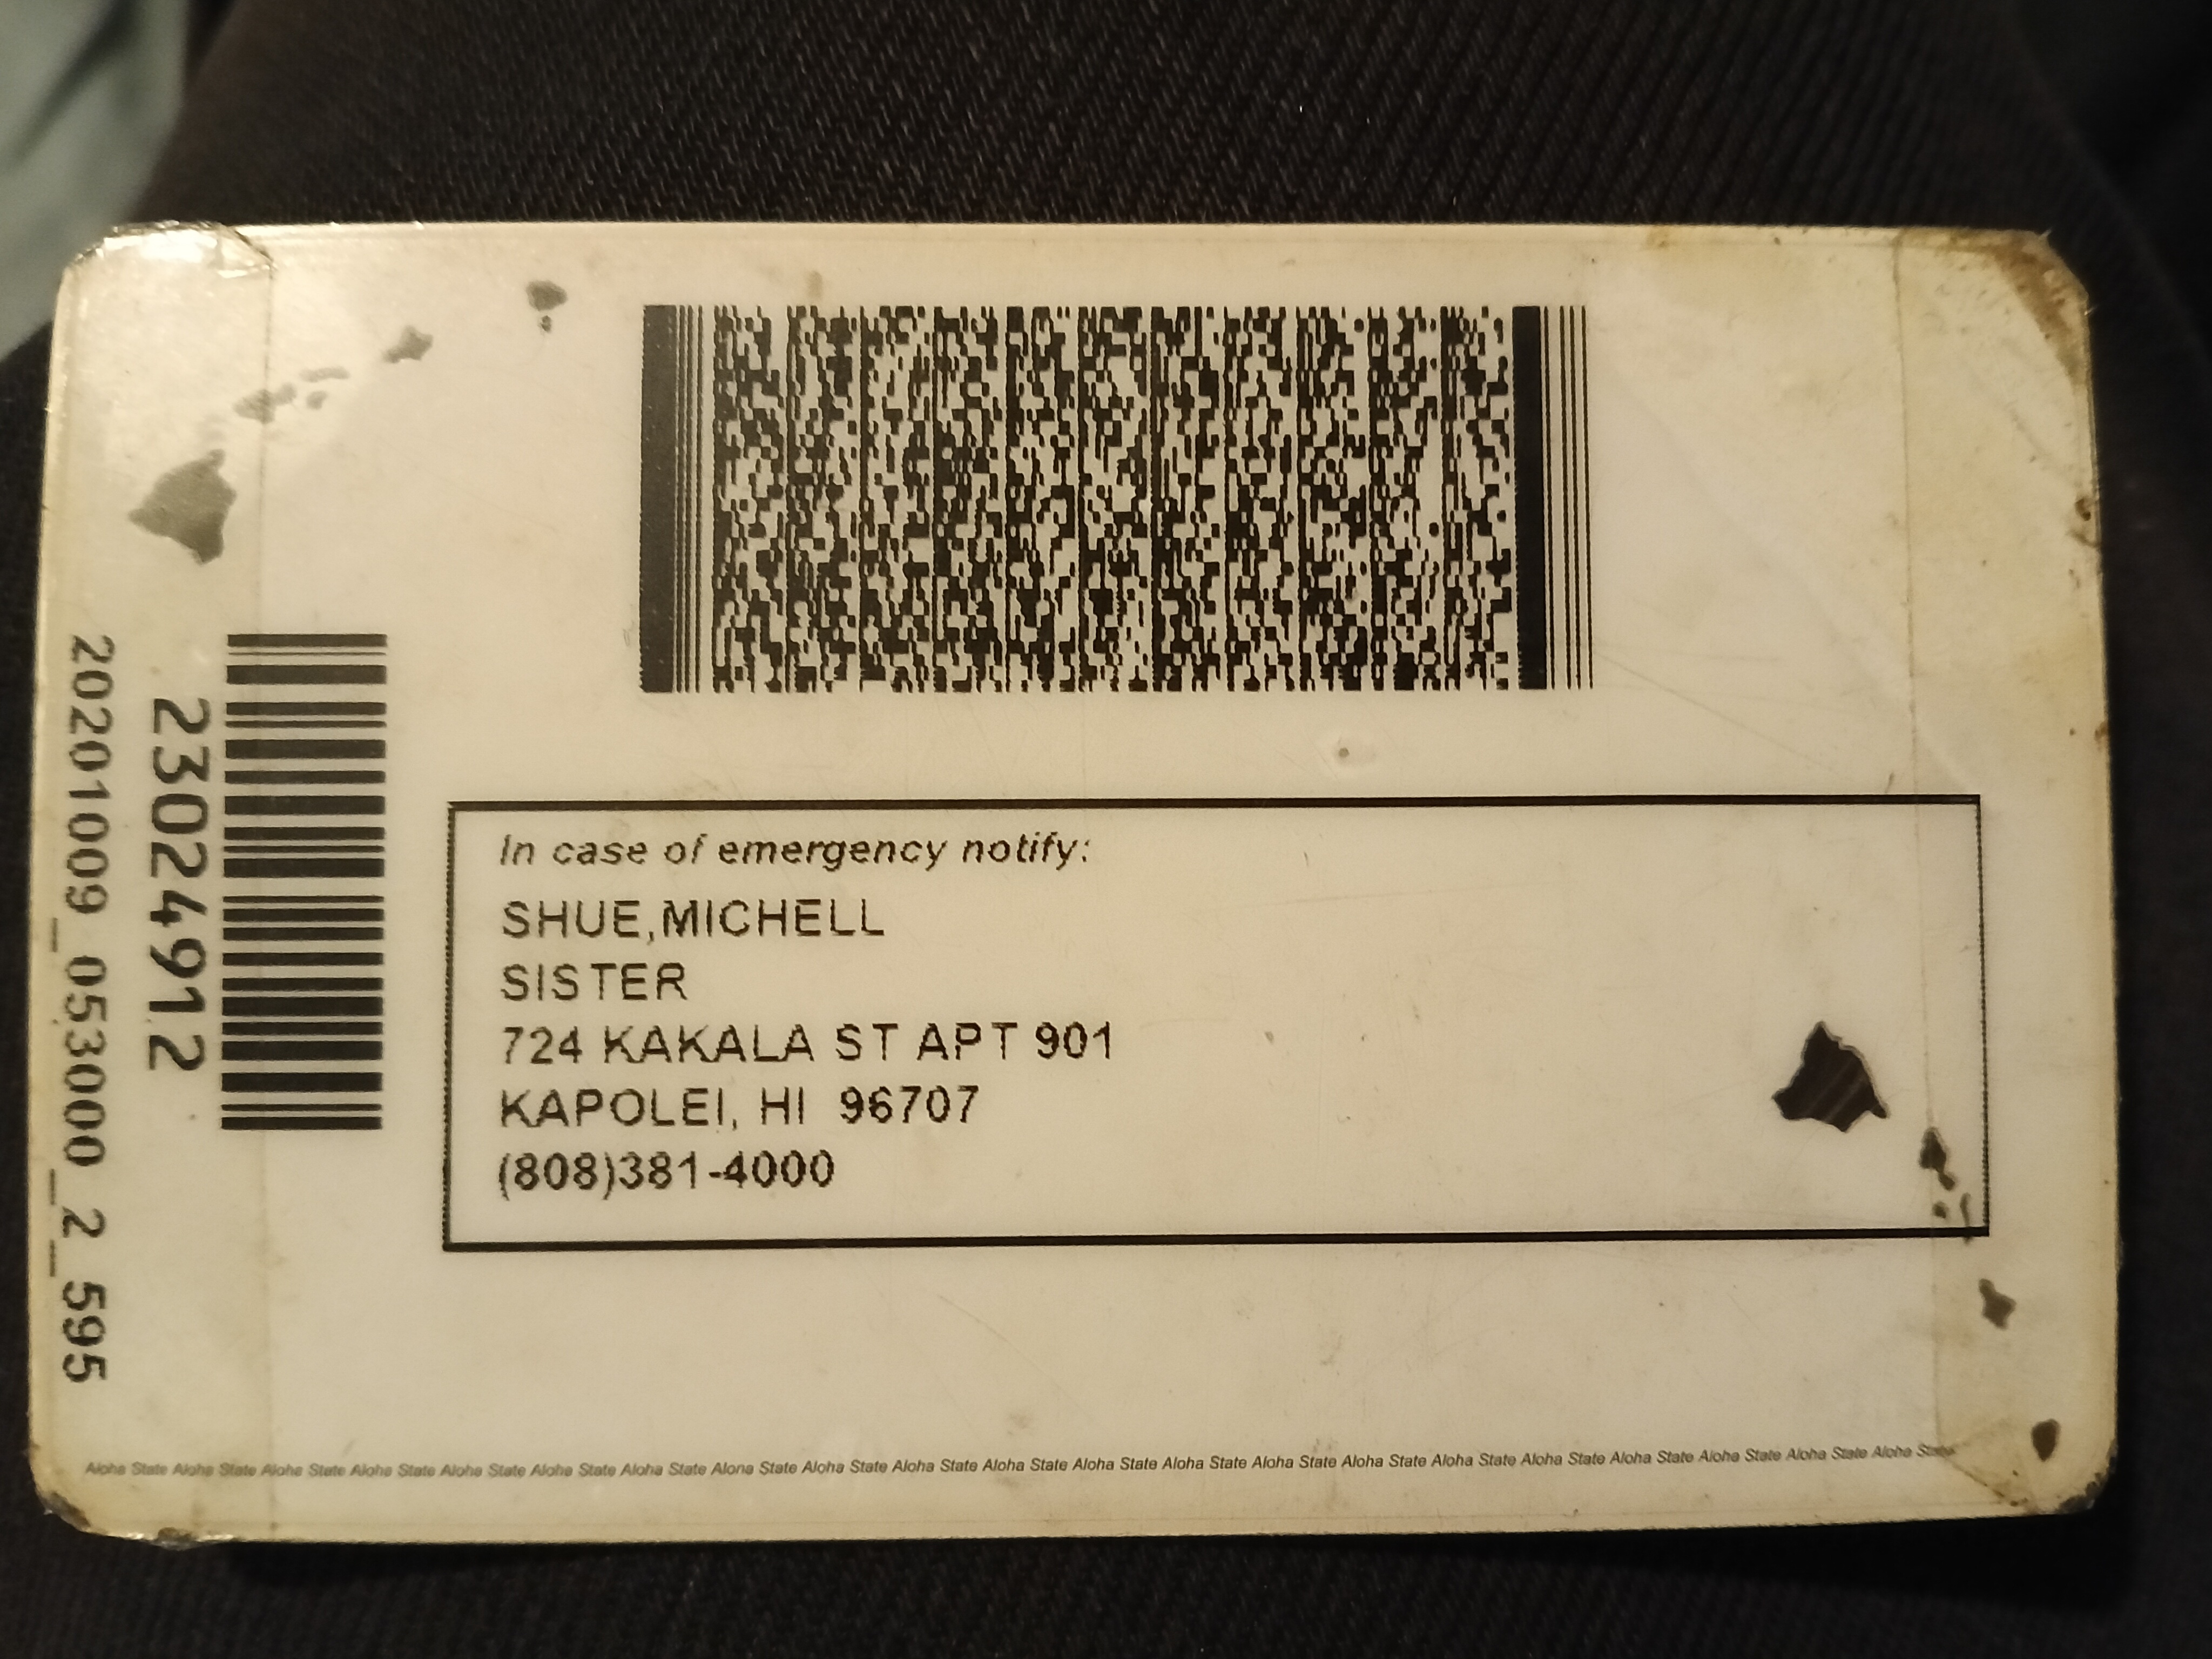 20201009_053000_2_595
23024912
In case of emergency notify:
SHUE,MICHELL
SISTER
724 KAKALA ST APT 901
KAPOLEI, HI 96707
(808)381-4000
Aloha State Aloha State Aloha State Aloha State Aloha State Aloha State Aloha State Aloha State Aloha State Aloha State Aloha State Aloha State Aloha State Aloha State Aloha State Aloha State Aloha State Aloha State Aloha State Aloha State Aloha State